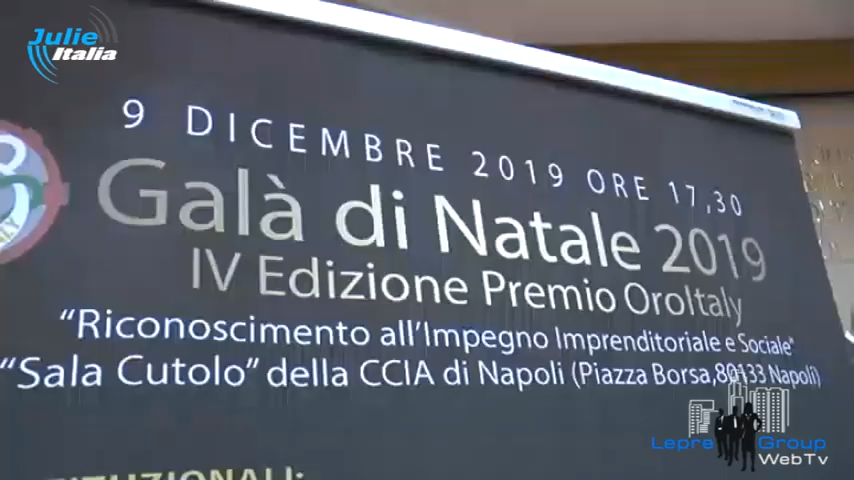 Julie
Italia
9 DICEMBRE 2019 ORE 17,30
Galà di Natale 2019
IV Edizione Premio OroItaly
"Riconoscimento all'Impegno Imprenditoriale e Sociale"
"Sala Cutolo" della CCIA di Napoli (Piazza Borsa,80133 Napoli)
Lepre Group
WebTv